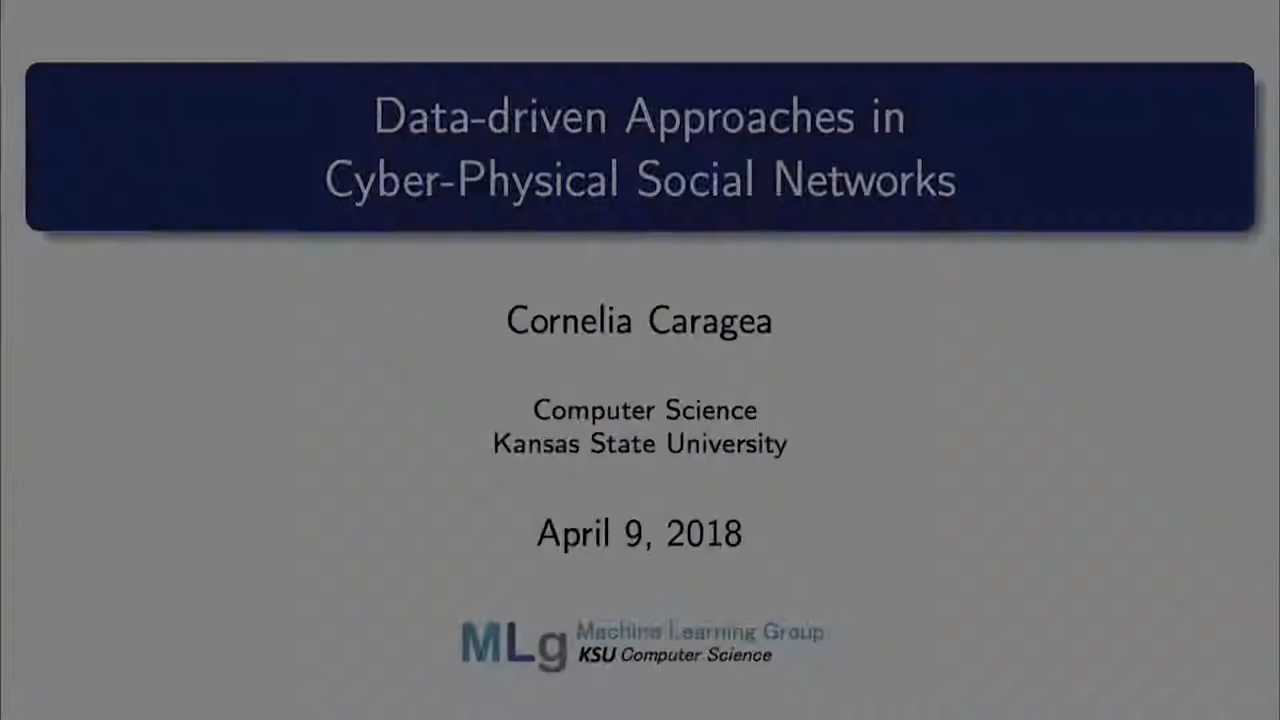 Data-driven Approaches in
Cyber-Physical Social Networks
Cornelia Caragea
Computer Science
Kansas State University
April 9, 2018
MLg Machine Learning Group
KSU Computer Science